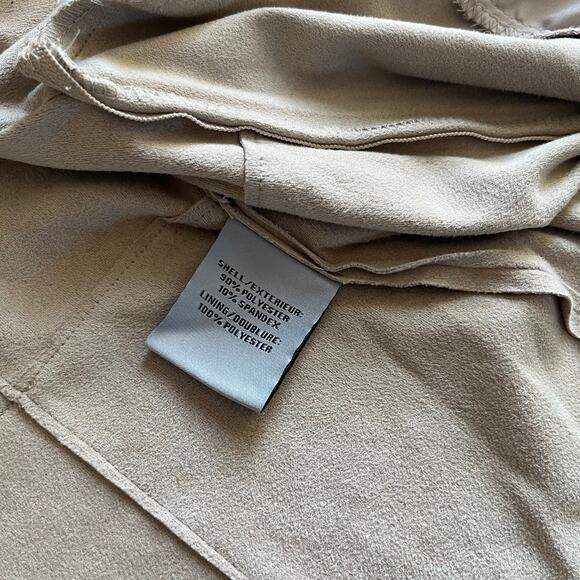 SHELL/EXTERIEUR:
90% POLYESTER
10% SPANDEX
LINING/DOUBLURE:
100% POLYESTER